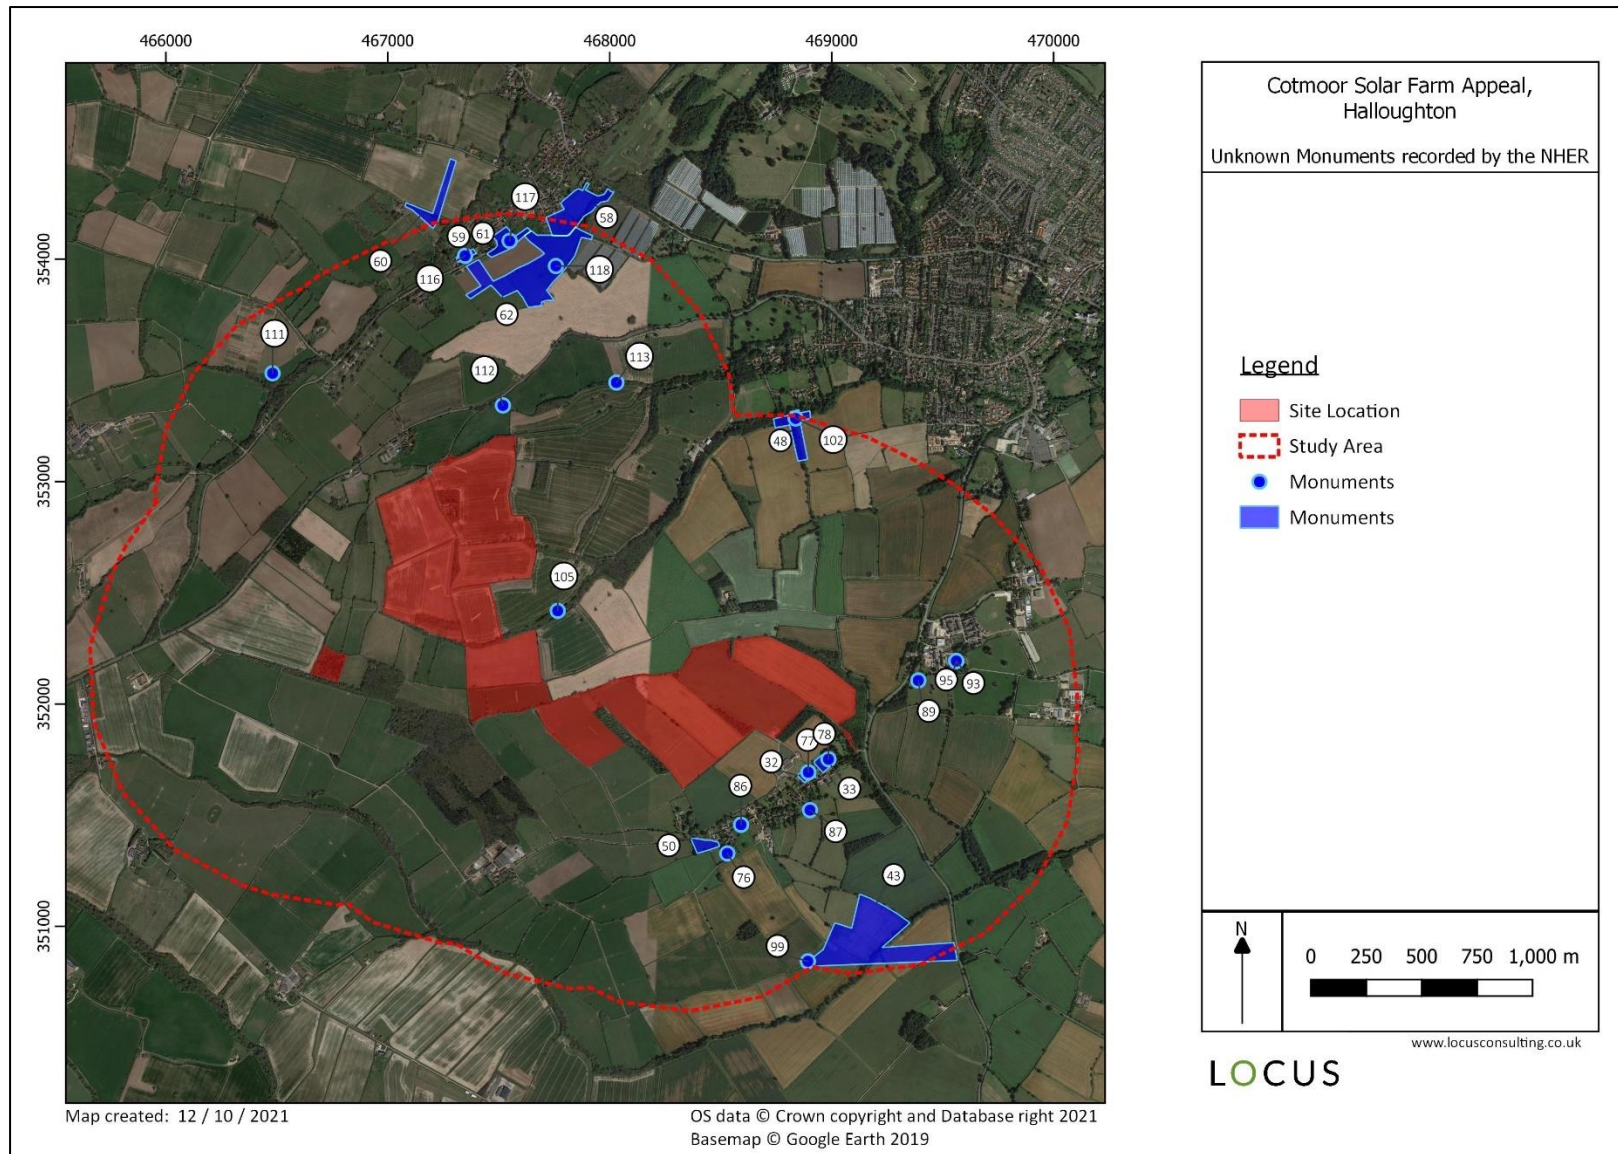 466000
467000
468000
469000
470000
354000
353000
352000
351000
117
58
59
61
60
116
118
62
111
113
112
48
102
105
95
93
89
77
78
32
33
86
87
50
76
43
99
Cotmoor Solar Farm Appeal,
Halloughton
Unknown Monuments recorded by the NHER
Legend
Site Location
Study Area
Monuments
Monuments
N
0 250 500 750 1,000 m
www.locusconsulting.co.uk
LOCUS
Map created: 12 / 10 / 2021
OS data © Crown copyright and Database right 2021
Basemap © Google Earth 2019